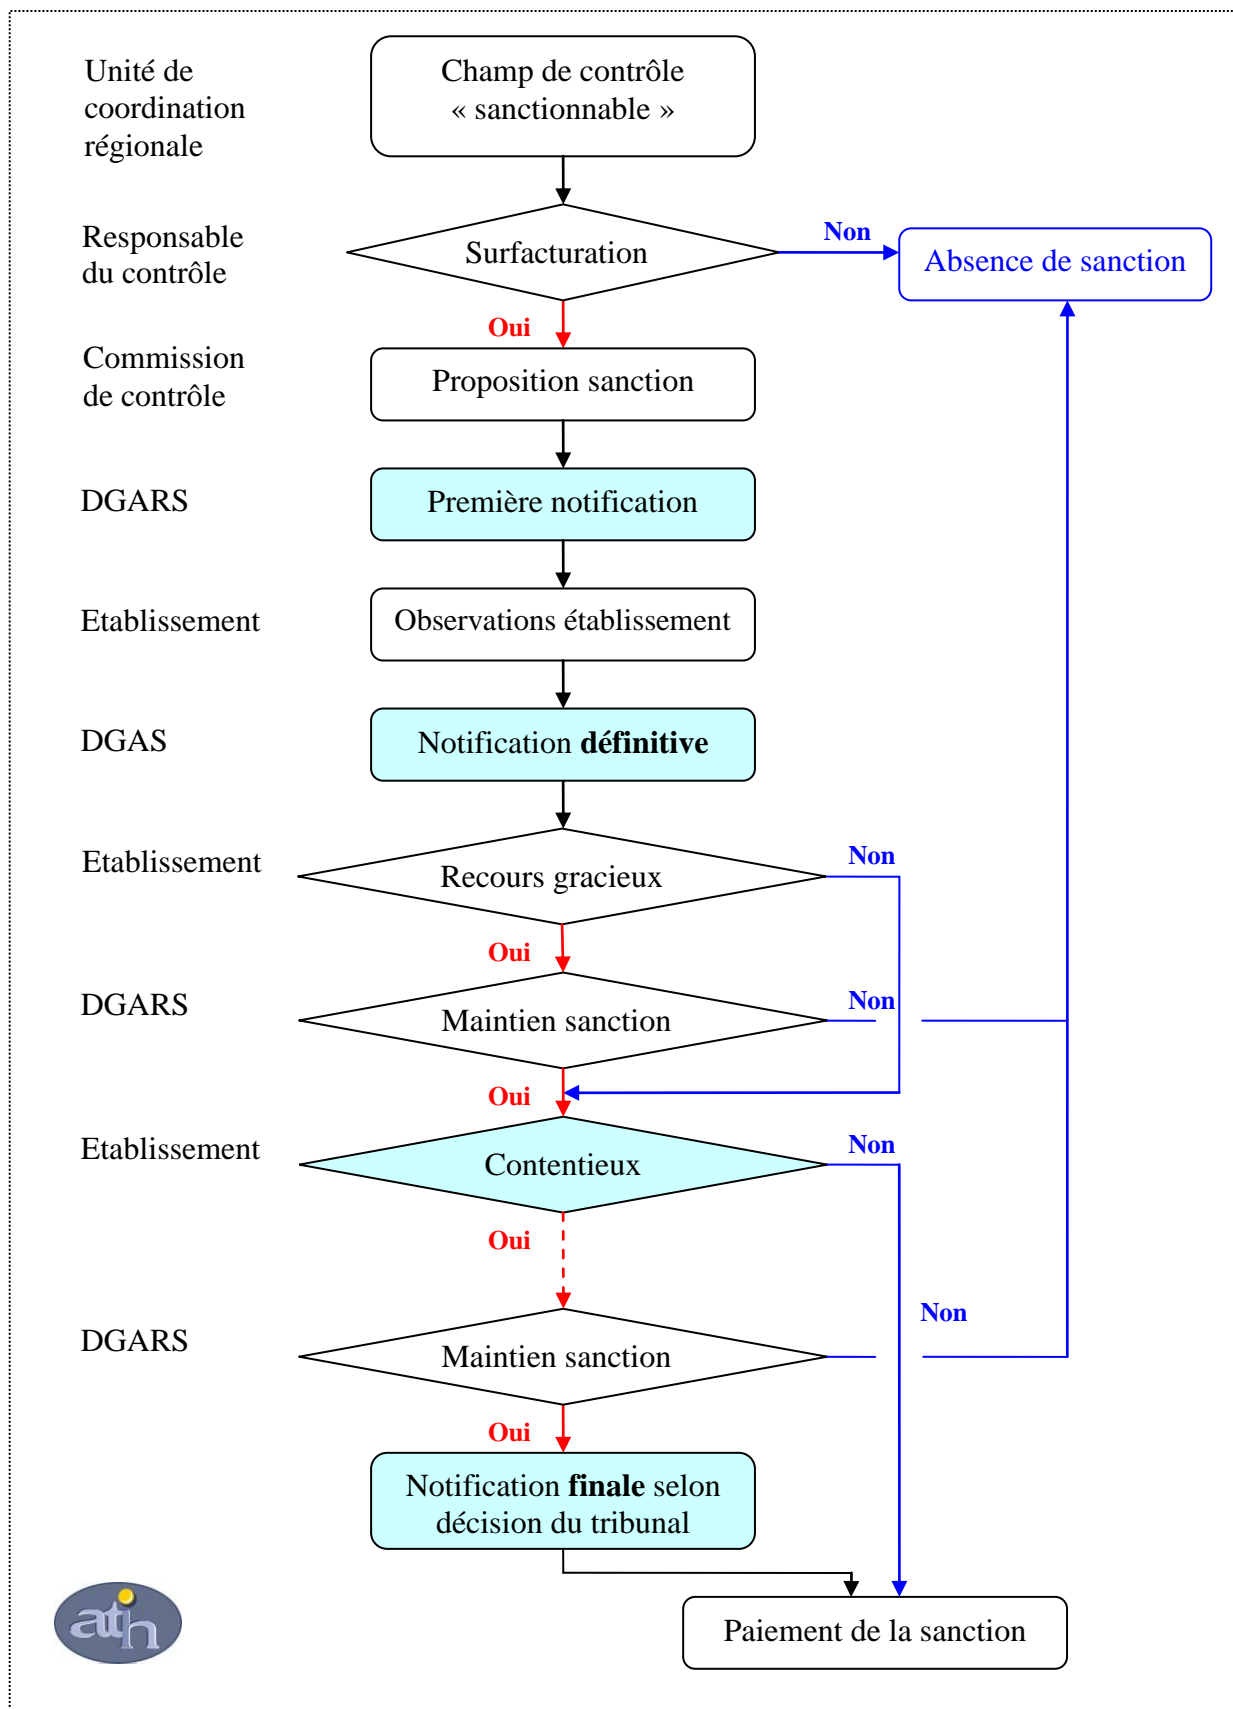 Unité de
coordination
régionale
Champ de contrôle
« sanctionnable »
Responsable
du contrôle
Surfacturation
Non
Absence de sanction
Oui
Commission
de contrôle
Proposition sanction
DGARS
Première notification
Etablissement
Observations établissement
DGAS
Notification définitive
Etablissement
Recours gracieux
Non
Oui
DGARS
Maintien sanction
Non
Oui
Etablissement
Contentieux
Non
Oui
Non
DGARS
Maintien sanction
Oui
Notification finale selon
décision du tribunal
Paiement de la sanction
atih